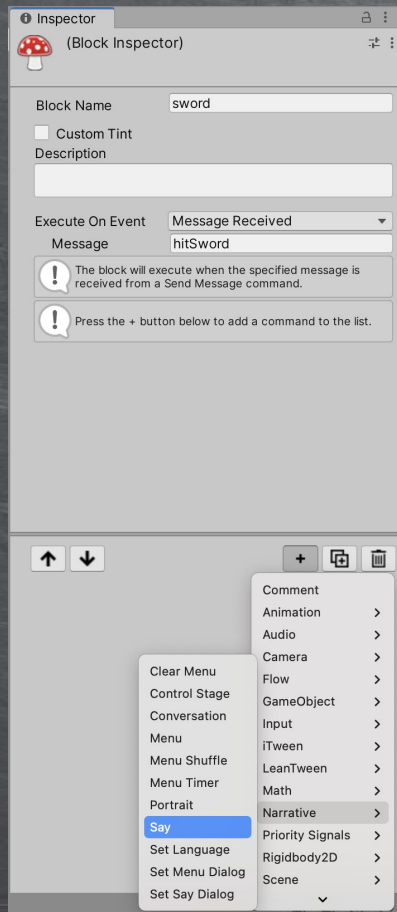 Inspector
(Block Inspector)
Block Name sword
Custom Tint
Description
Execute On Event Message Received
Message hitSword
The block will execute when the specified message is
received from a Send Message command.
Press the + button below to add a command to the list.
Comment
Animation
Audio
Camera
Flow
GameObject
Input
iTween
LeanTween
Math
Narrative
Priority Signals
Rigidbody2D
Scene
Clear Menu
Control Stage
Conversation
Menu
Menu Shuffle
Menu Timer
Portrait
Say
Set Language
Set Menu Dialog
Set Say Dialog